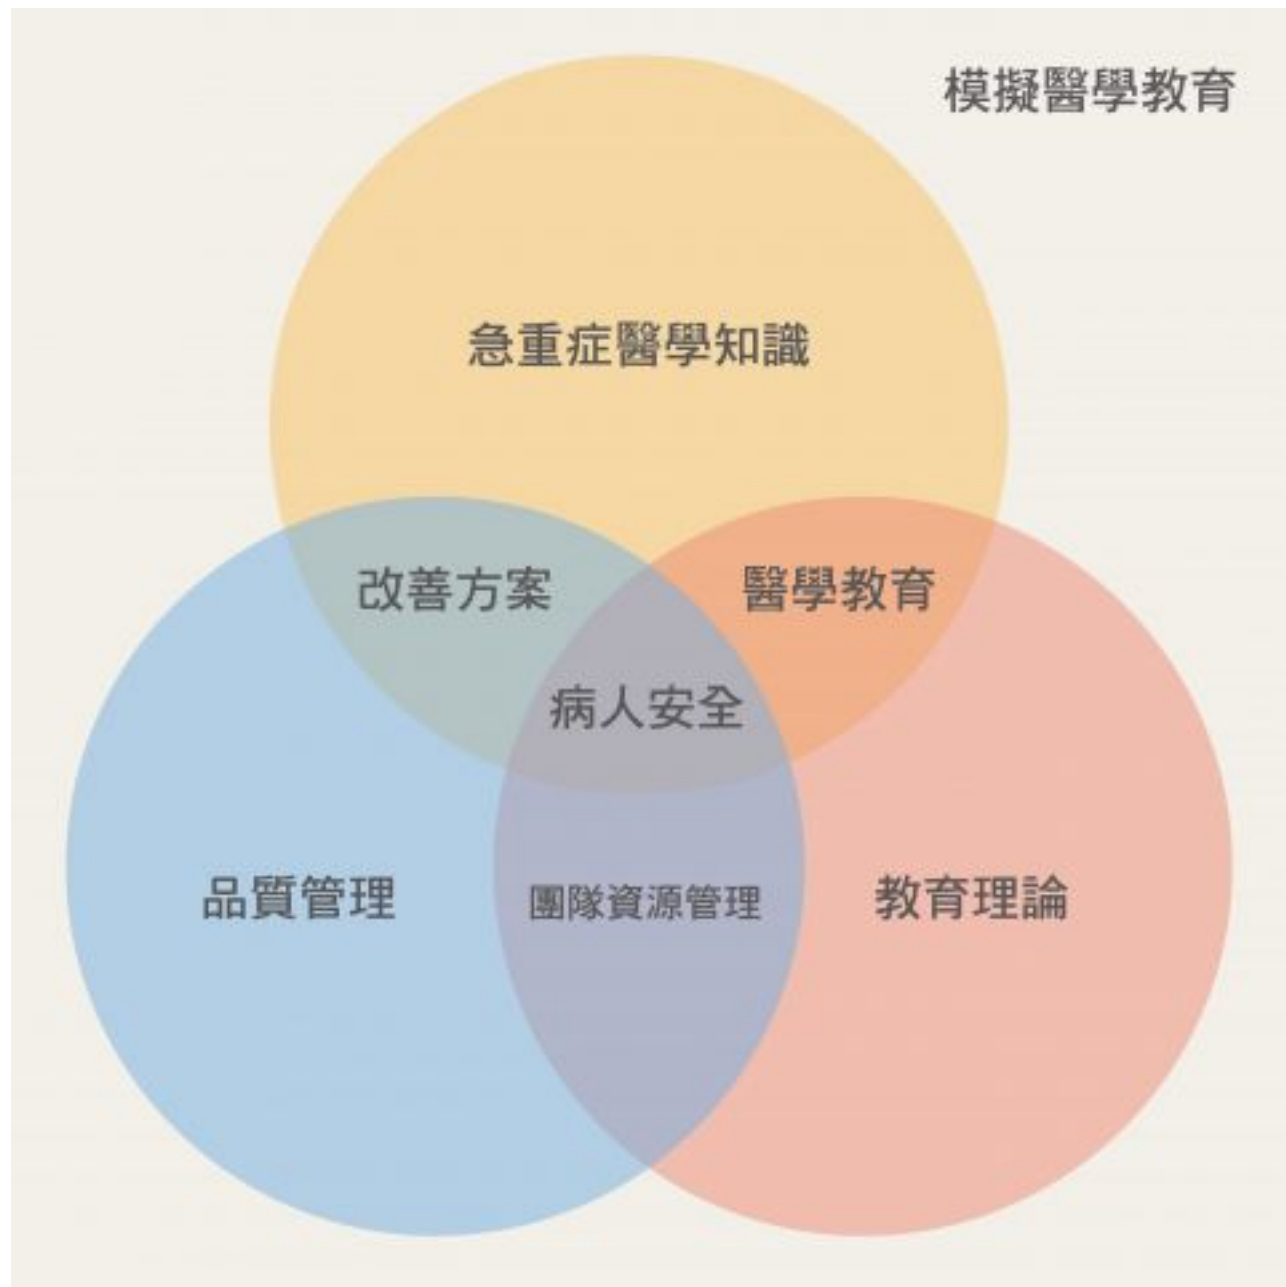 模擬醫學教育
急重症醫學知識
改善方案
醫學教育
病人安全
品質管理
團隊資源管理
教育理論